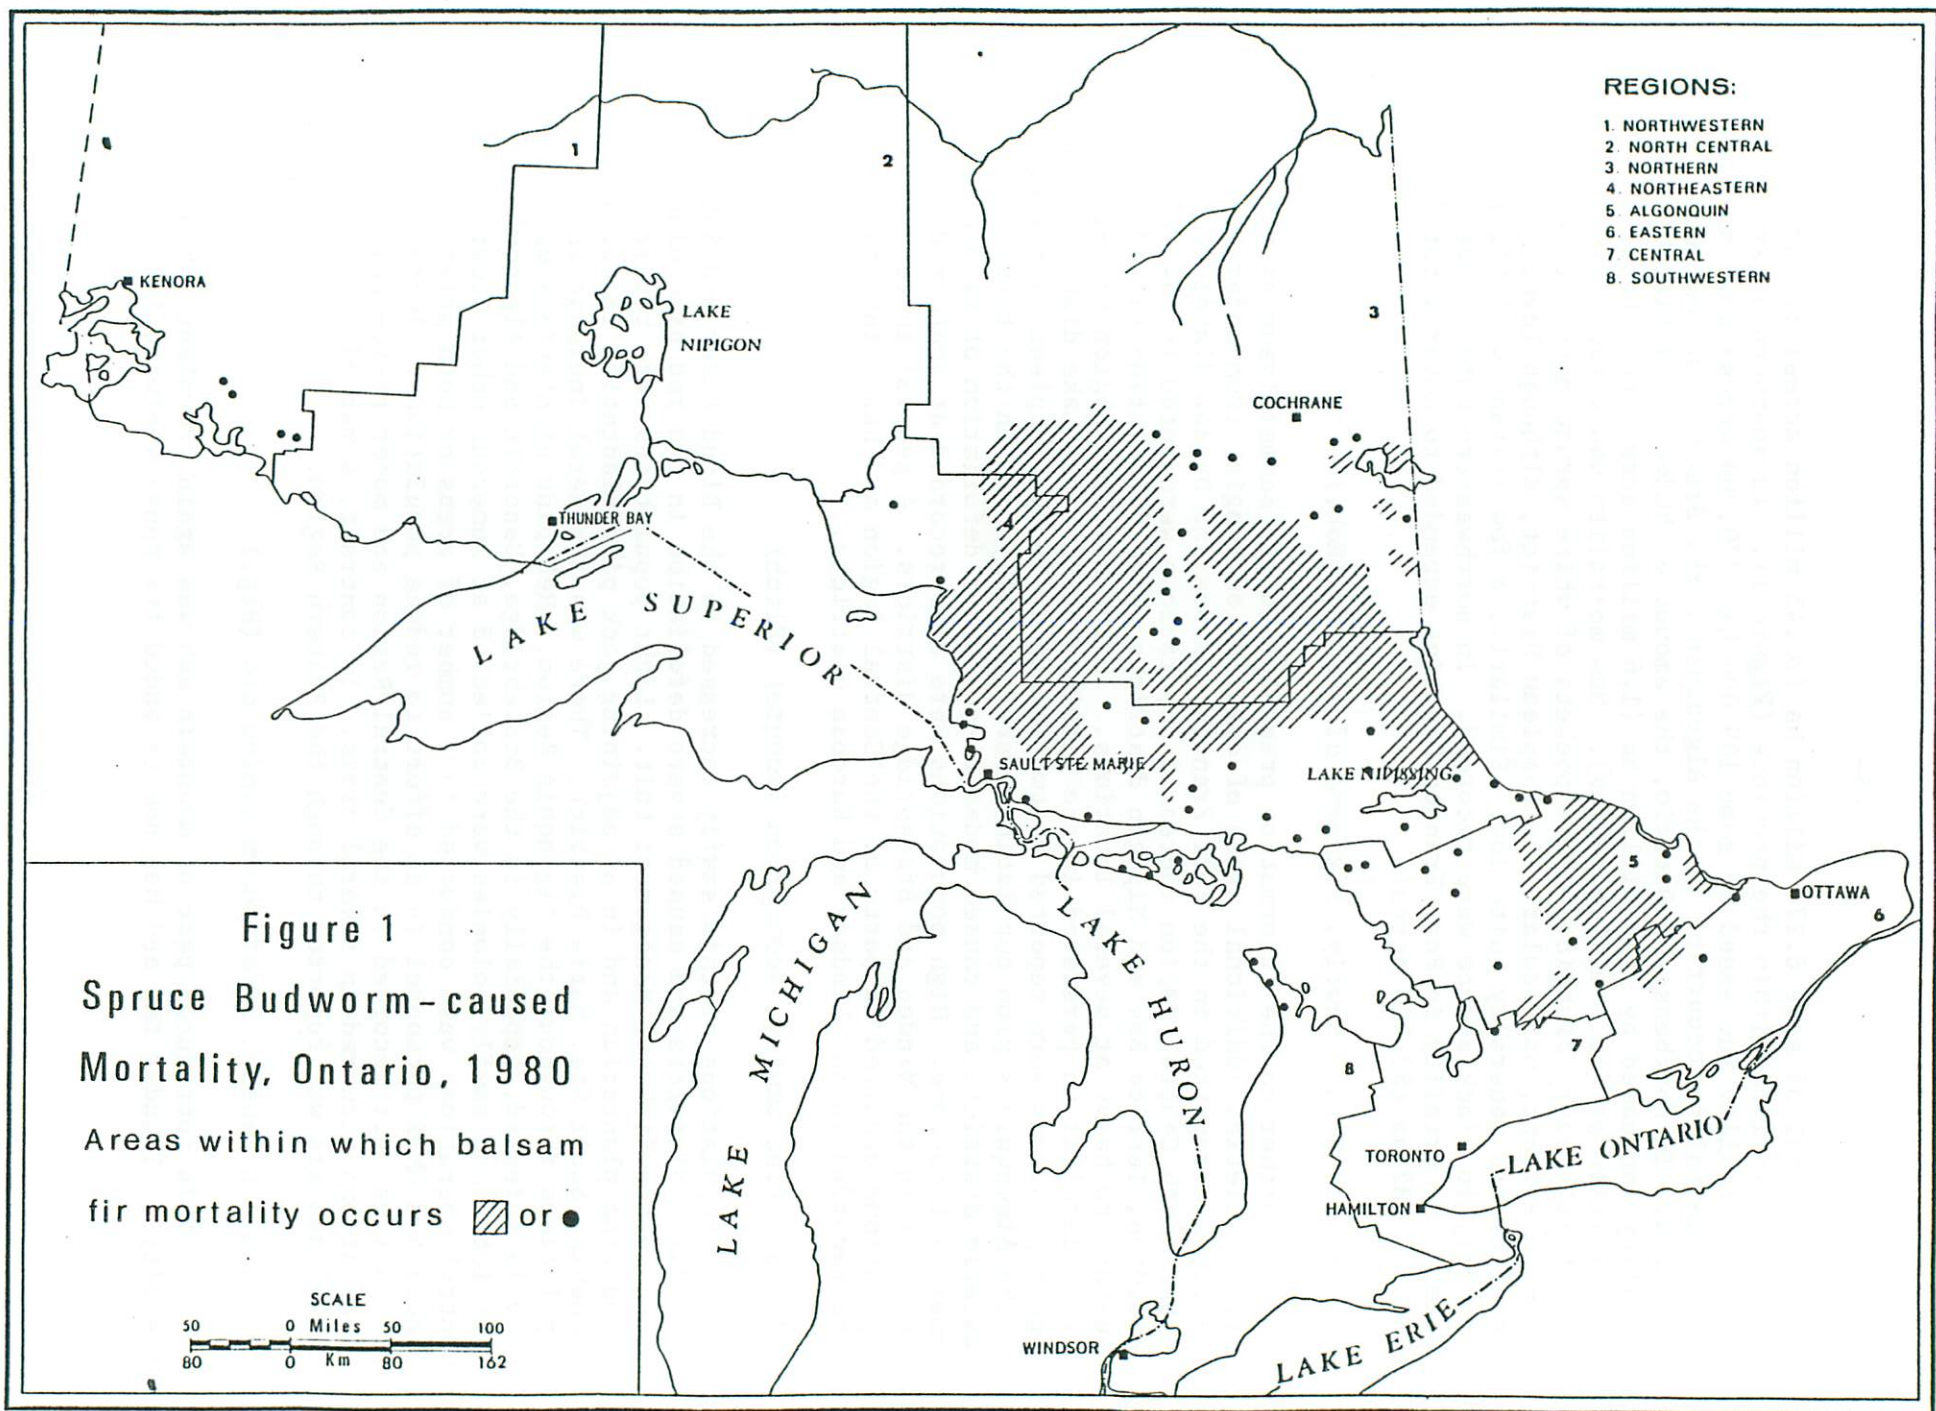 REGIONS:
1. NORTHWESTERN
2. NORTH CENTRAL
3. NORTHERN
4. NORTHEASTERN
5. ALGONQUIN
6. EASTERN
7. CENTRAL
8. SOUTHWESTERN
1
2
3
KENORA
LAKE
NIPIGON
COCHRANE
4
THUNDER BAY
LAKE SUPERIOR
SAULT STE. MARIE
LAKE NIPISSING
5
OTTAWA
6
LAKE MICHIGAN
LAKE HURON
7
8
TORONTO
LAKE ONTARIO
HAMILTON
WINDSOR
LAKE ERIE
Figure 1
Spruce Budworm-caused
Mortality, Ontario, 1980
Areas within which balsam
fir mortality occurs or
SCALE
50 0 Miles 50 100
80 0 Km 80 162